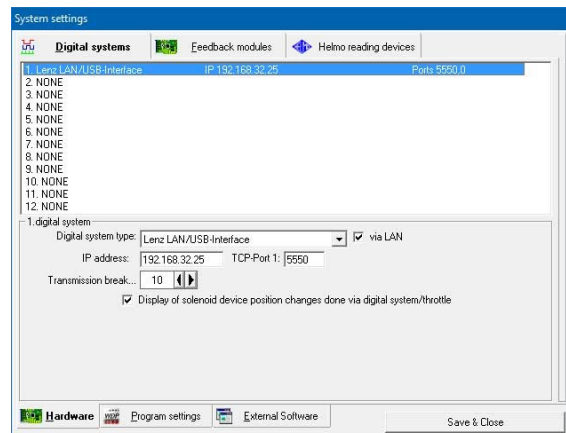 System settings
Digital systems Feedback modules Helmo reading devices
1. Lenz LAN/USB-Interface IP 192.168.32.25 Ports 5550,0
2. NONE
3. NONE
4. NONE
5. NONE
6. NONE
7. NONE
8. NONE
9. NONE
10. NONE
11. NONE
12. NONE
1.digital system
Digital system type: Lenz LAN/USB-Interface via LAN
IP address: 192.168.32.25 TCP-Port 1: 5550
Transmission break... 10
Display of solenoid device position changes done via digital system/throttle
Hardware Program settings External Software Save & Close